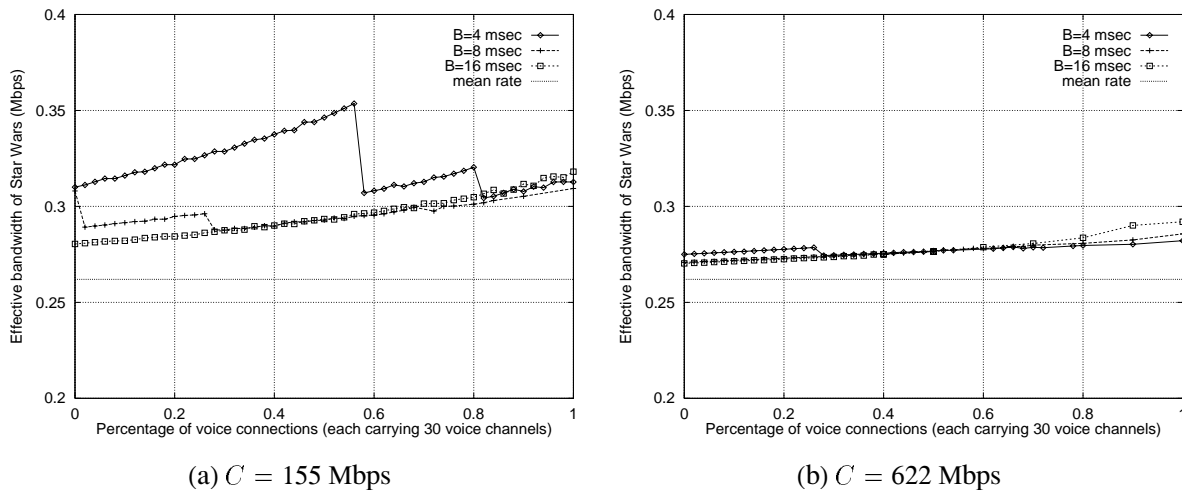 0.4
0.35
0.3
0.25
0.2
0
0.2
0.4
0.6
0.8
1
Effective bandwidth of Star Wars (Mbps)
Percentage of voice connections (each carrying 30 voice channels)
B=4 msec
B=8 msec
B=16 msec
mean rate
(a) C = 155 Mbps
0.4
0.35
0.3
0.25
0.2
0
0.2
0.4
0.6
0.8
1
Effective bandwidth of Star Wars (Mbps)
Percentage of voice connections (each carrying 30 voice channels)
B=4 msec
B=8 msec
B=16 msec
mean rate
(b) C = 622 Mbps